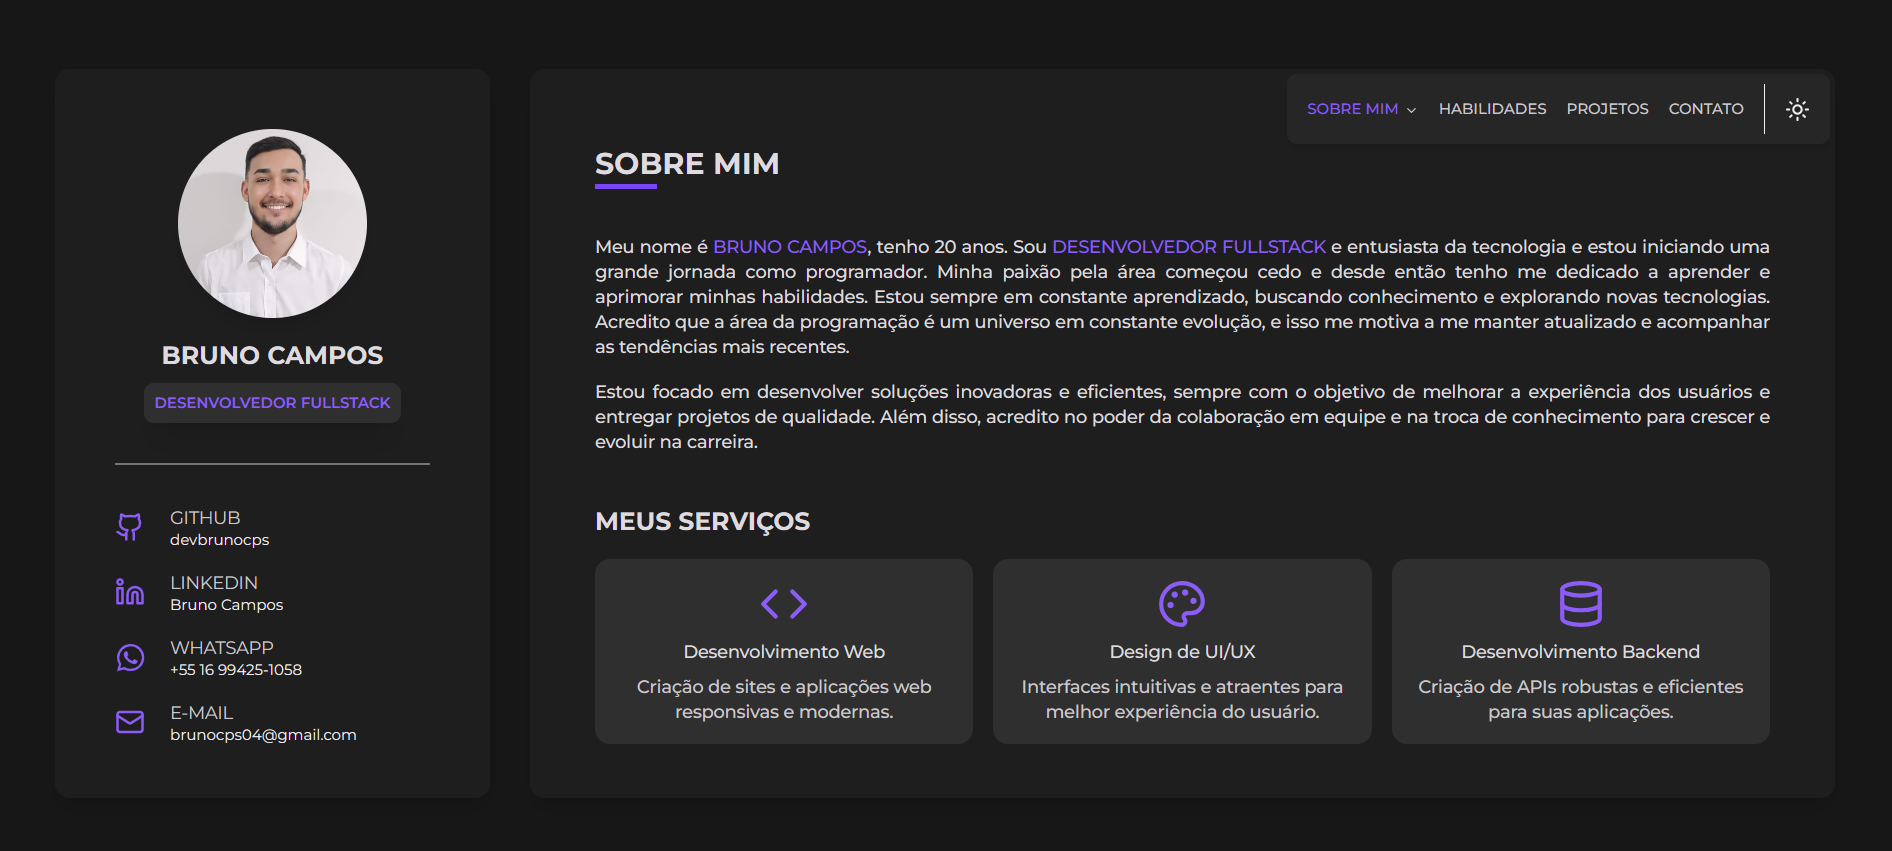 BRUNO CAMPOS
DESENVOLVEDOR FULLSTACK
GITHUB
devbrunocps
LINKEDIN
Bruno Campos
WHATSAPP
+55 16 99425-1058
E-MAIL
brunocps04@gmail.com
SOBRE MIM
HABILIDADES
PROJETOS
CONTATO
SOBRE MIM
Meu nome é BRUNO CAMPOS, tenho 20 anos. Sou DESENVOLVEDOR FULLSTACK e entusiasta da tecnologia e estou iniciando uma
grande jornada como programador. Minha paixão pela área começou cedo e desde então tenho me dedicado a aprender e
aprimorar minhas habilidades. Estou sempre em constante aprendizado, buscando conhecimento e explorando novas tecnologias.
Acredito que a área da programação é um universo em constante evolução, e isso me motiva a me manter atualizado e acompanhar
as tendências mais recentes.
Estou focado em desenvolver soluções inovadoras e eficientes, sempre com o objetivo de melhorar a experiência dos usuários e
entregar projetos de qualidade. Além disso, acredito no poder da colaboração em equipe e na troca de conhecimento para crescer e
evoluir na carreira.
MEUS SERVIÇOS
Desenvolvimento Web
Criação de sites e aplicações web
responsivas e modernas.
Design de UI/UX
Interfaces intuitivas e atraentes para
melhor experiência do usuário.
Desenvolvimento Backend
Criação de APIs robustas e eficientes
para suas aplicações.